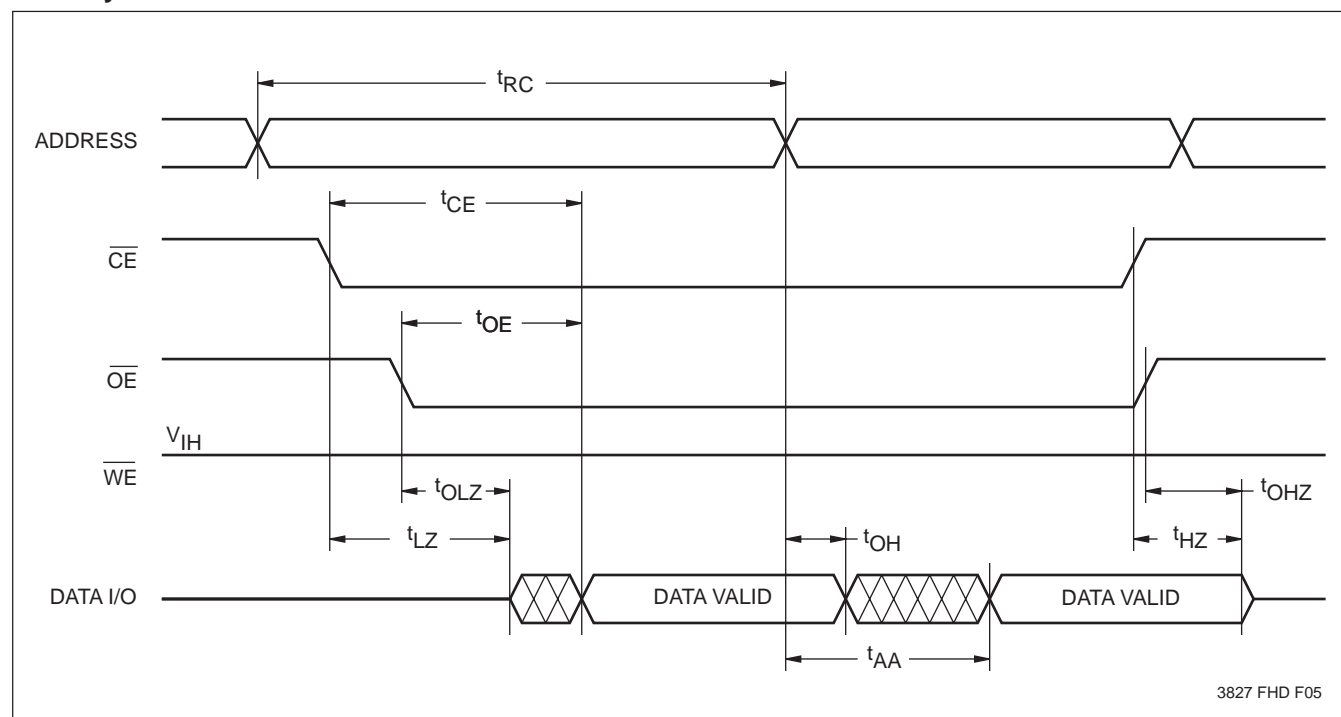 tRC
ADDRESS
tCE
CE
tOE
OE
VIH
WE
tOLZ
tOHZ
tLZ
tOH
tHZ
DATA I/O
DATA VALID
DATA VALID
tAA
3827 FHD F05